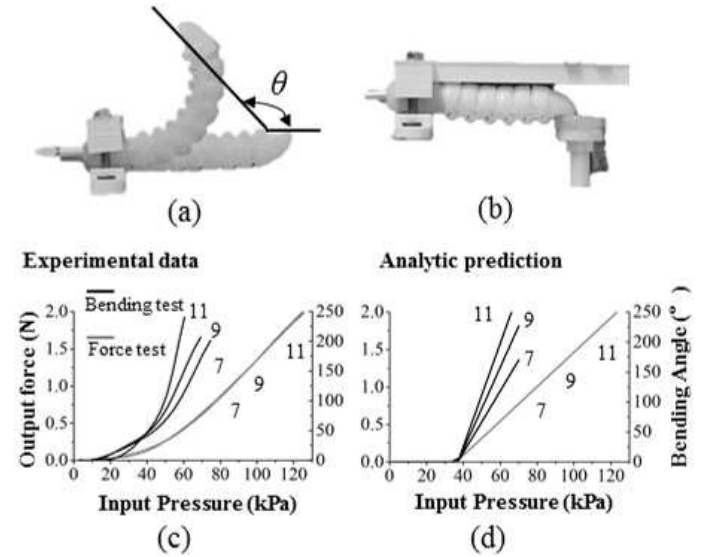 θ
(a)
(b)
Experimental data
Analytic prediction
Bending test
Force test
11
9
7
7
9
11
Output force (N)
2.0
1.5
1.0
0.5
0.0
250
200
150
100
50
0
0 20 40 60 80 100 120
Input Pressure (kPa)
(c)
11
9
7
7
9
11
2.0
1.5
1.0
0.5
0.0
250
200
150
100
50
0
Bending Angle (°)
0 20 40 60 80 100 120
Input Pressure (kPa)
(d)